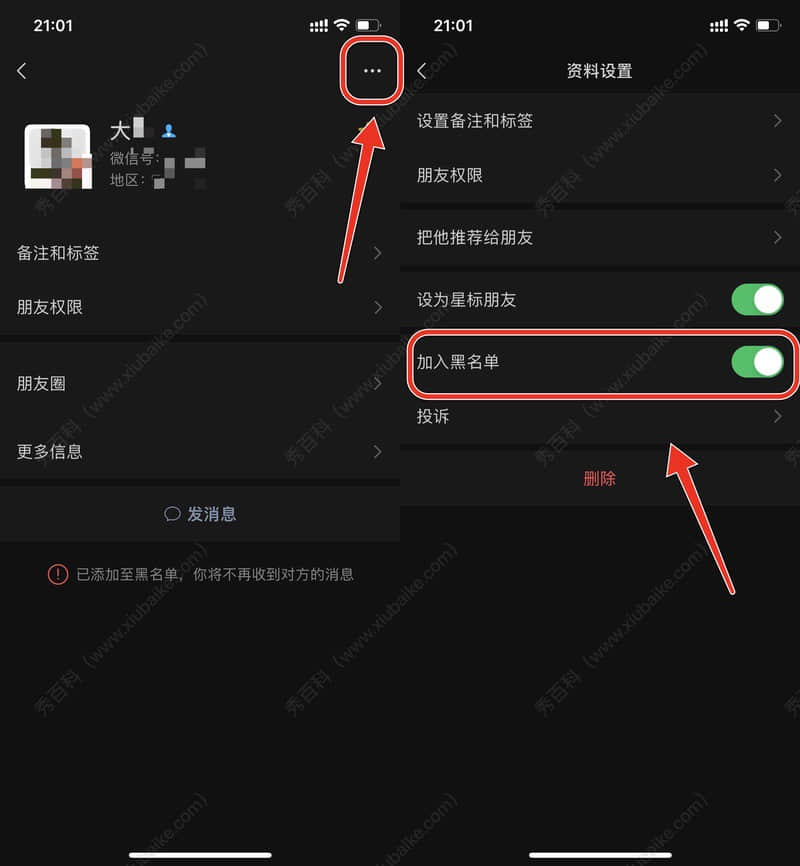 21:01
大
微信号：
地区：
备注和标签
朋友权限
朋友圈
更多信息
发消息
已添加至黑名单，你将不再收到对方的消息
21:01
资料设置
设置备注和标签
朋友权限
把他推荐给朋友
设为星标朋友
加入黑名单
投诉
删除
秀百科（www.xiubaike.com）